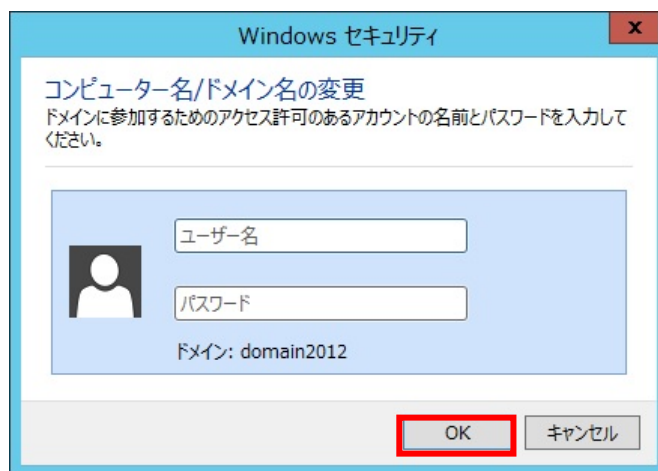 Windows セキュリティ
x
コンピューター名/ドメイン名の変更
ドメインに参加するためのアクセス許可のあるアカウントの名前とパスワードを入力して
ください。
ユーザー名
パスワード
ドメイン: domain2012
OK
キャンセル